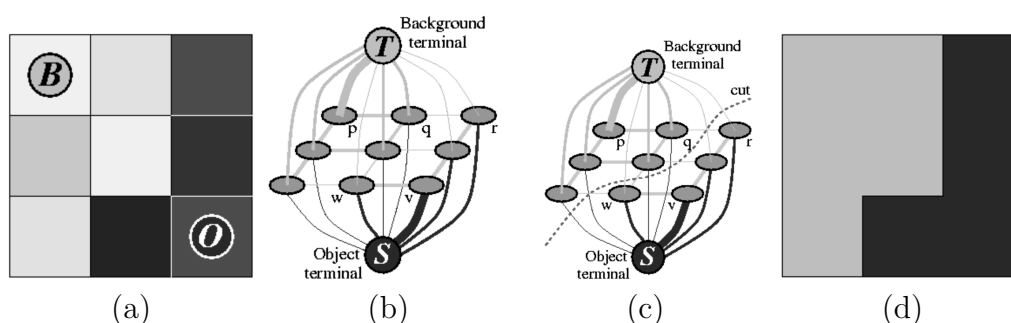 B
O
(a)
Background
terminal
T
p
q
r
w
v
Object
terminal
S
(b)
Background
terminal
T
cut
p
q
r
w
v
Object
terminal
S
(c)
(d)